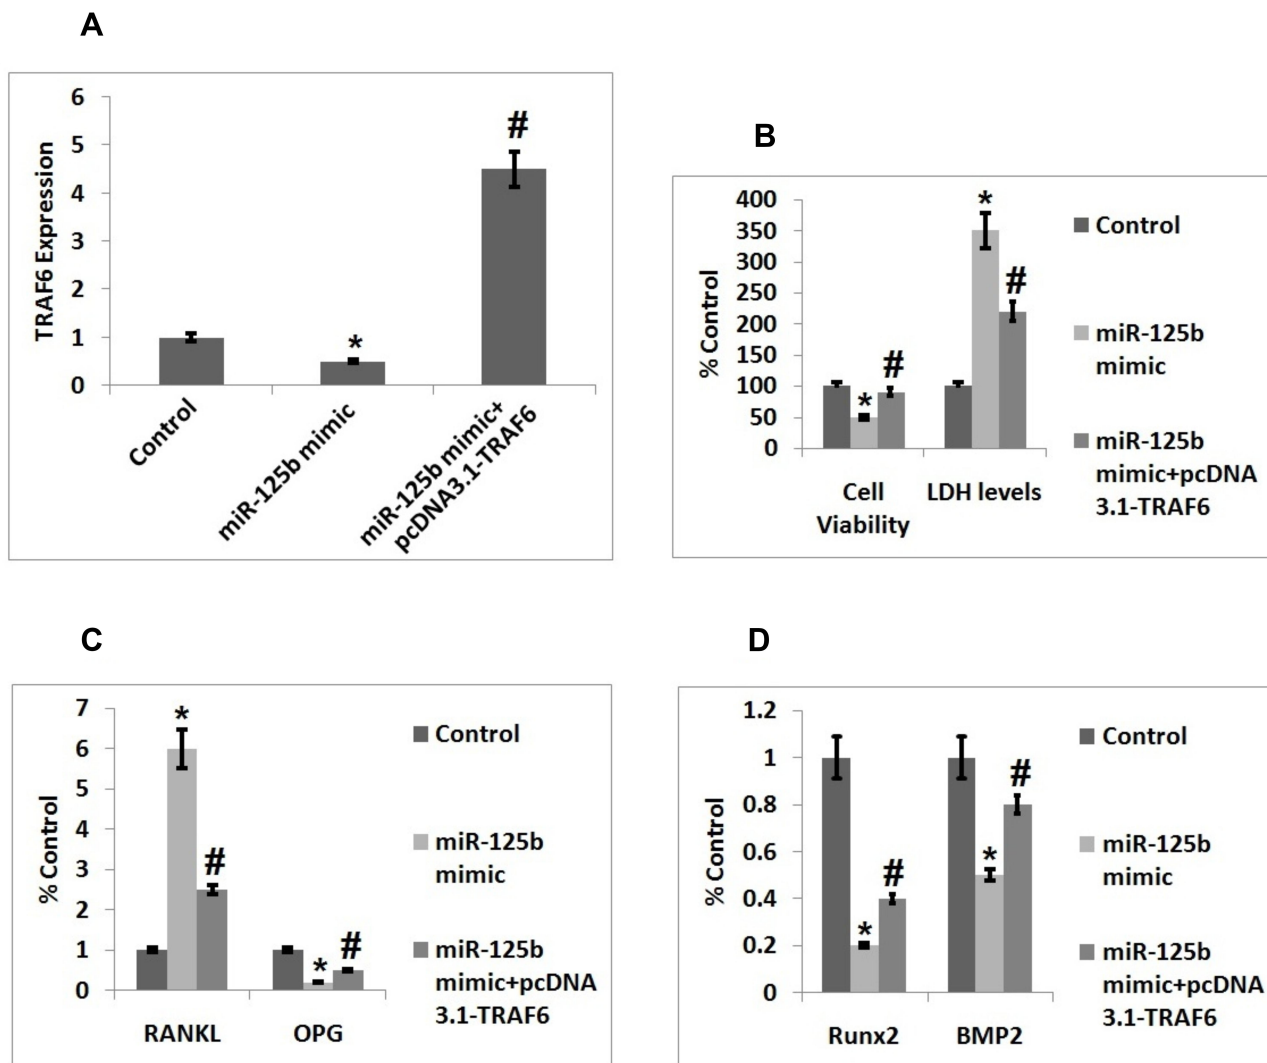 A
6
5
4
3
2
1
0
TRAF6 Expression
#
*
Control
miR-125b mimic
miR-125b mimic+
pcDNA3.1-TRAF6
B
400
350
300
250
200
150
100
50
0
% Control
*
#
*
#
Cell
Viability
LDH levels
Control
miR-125b
mimic
miR-125b
mimic+pcDNA
3.1-TRAF6
C
7
6
5
4
3
2
1
0
% Control
*
#
*
#
RANKL
OPG
Control
miR-125b
mimic
miR-125b
mimic+pcDNA
3.1-TRAF6
D
1.2
1
0.8
0.6
0.4
0.2
0
% Control
*
#
*
#
Runx2
BMP2
Control
miR-125b
mimic
miR-125b
mimic+pcDNA
3.1-TRAF6